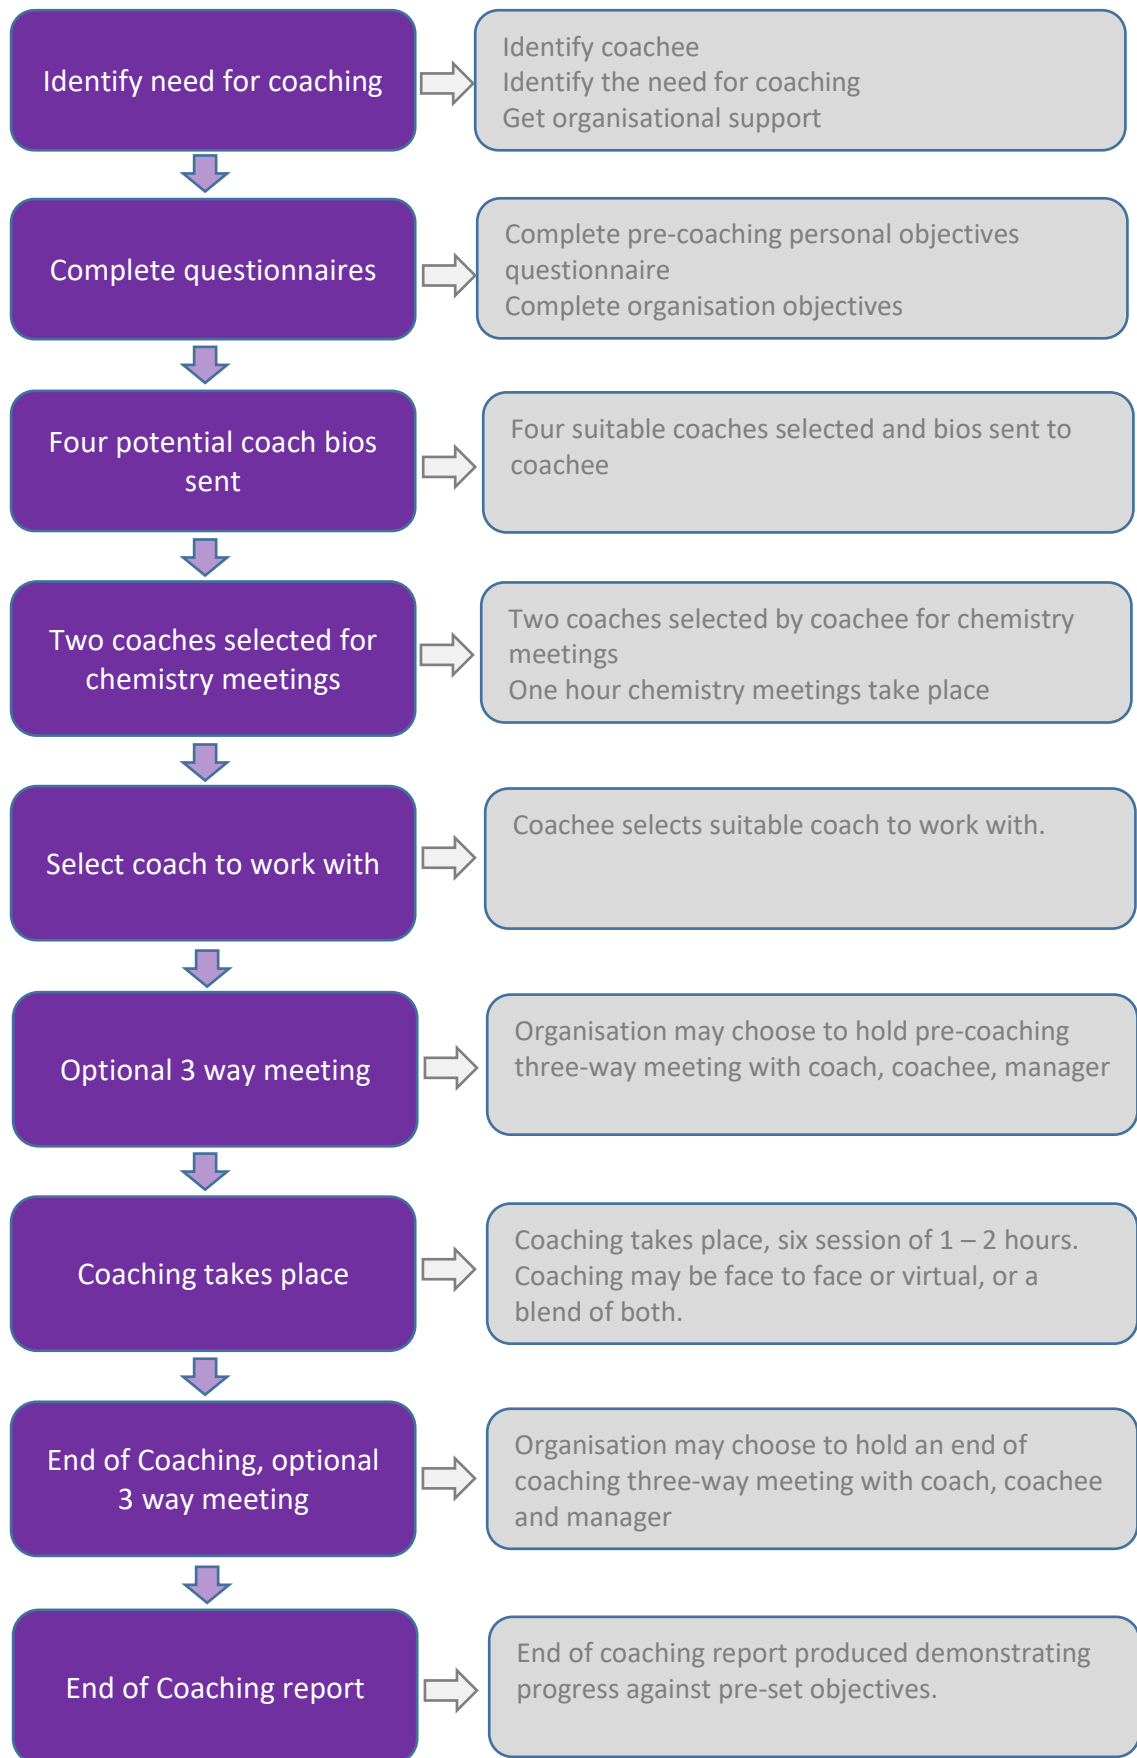 Identify need for coaching
Identify coachee
Identify the need for coaching
Get organisational support
Complete questionnaires
Complete pre-coaching personal objectives
questionnaire
Complete organisation objectives
Four potential coach bios
sent
Four suitable coaches selected and bios sent to
coachee
Two coaches selected for
chemistry meetings
Two coaches selected by coachee for chemistry
meetings
One hour chemistry meetings take place
Select coach to work with
Coachee selects suitable coach to work with.
Optional 3 way meeting
Organisation may choose to hold pre-coaching
three-way meeting with coach, coachee, manager
Coaching takes place
Coaching takes place, six session of 1 – 2 hours.
Coaching may be face to face or virtual, or a
blend of both.
End of Coaching, optional
3 way meeting
Organisation may choose to hold an end of
coaching three-way meeting with coach, coachee
and manager
End of Coaching report
End of coaching report produced demonstrating
progress against pre-set objectives.